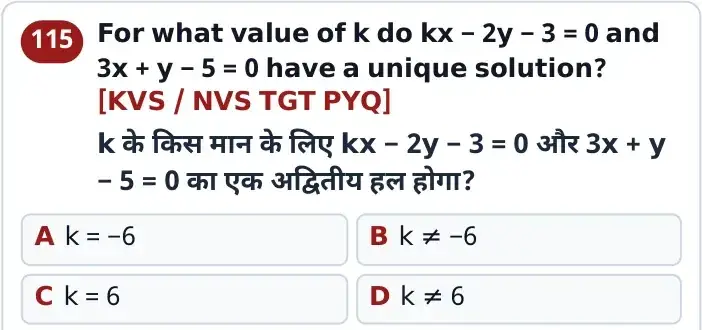 115 For what value of k do kx − 2y − 3 = 0 and
3x + y − 5 = 0 have a unique solution?
[KVS / NVS TGT PYQ]
k के किस मान के लिए kx − 2y − 3 = 0 और 3x + y
− 5 = 0 का एक अद्वितीय हल होगा?
A k = −6
B k ≠ −6
C k = 6
D k ≠ 6